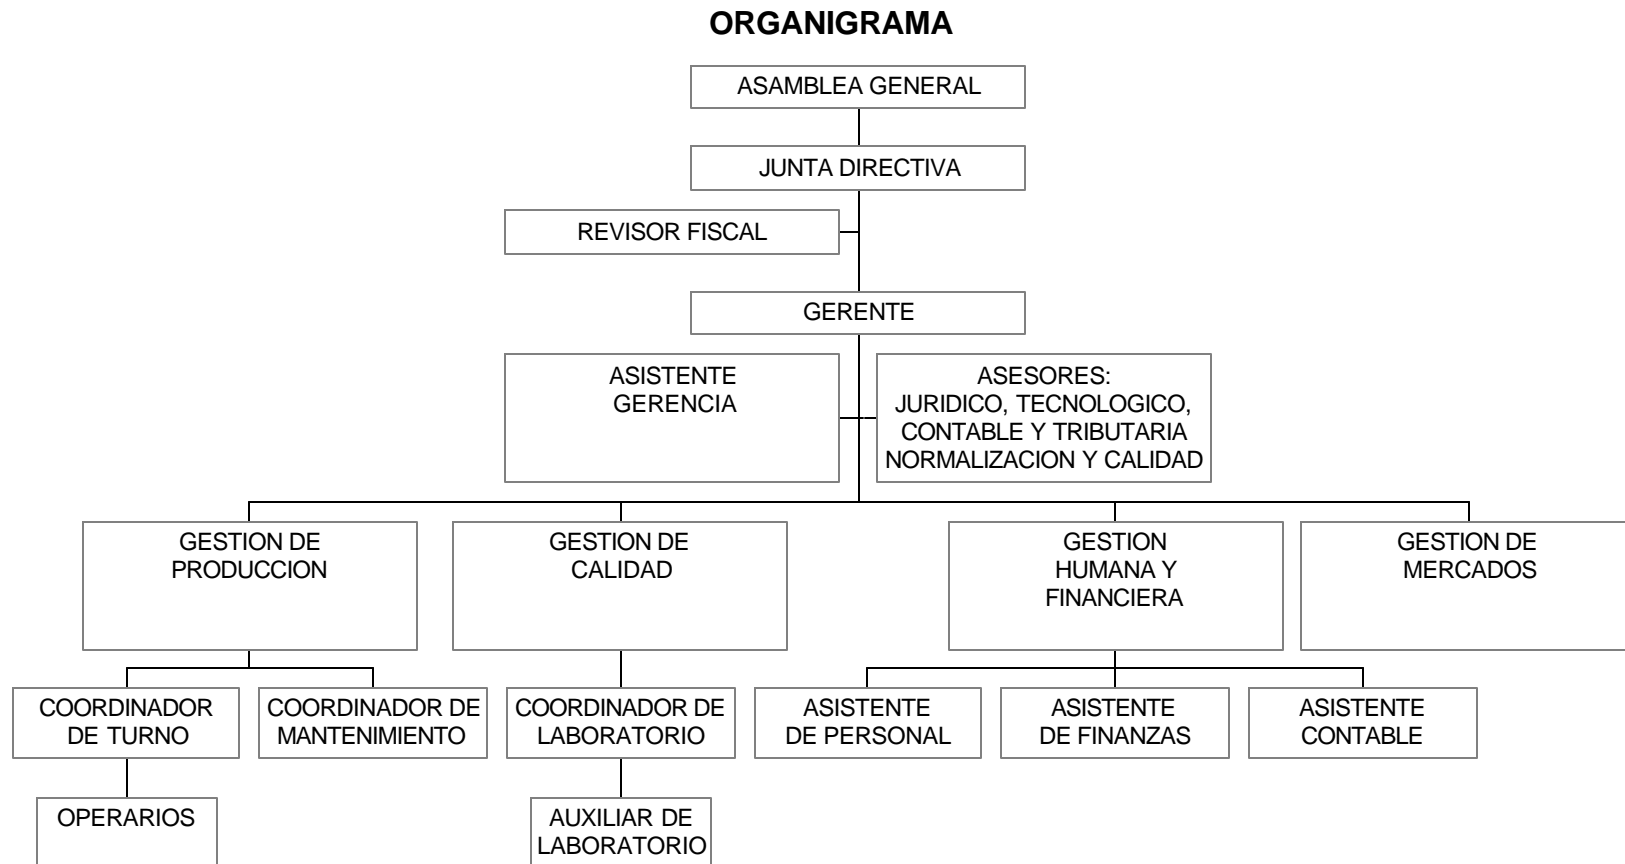 ORGANIGRAMA
ASAMBLEA GENERAL
JUNTA DIRECTIVA
REVISOR FISCAL
GERENTE
ASISTENTE
GERENCIA
ASESORES:
JURIDICO, TECNOLOGICO,
CONTABLE Y TRIBUTARIA
NORMALIZACION Y CALIDAD
GESTION DE
PRODUCCION
GESTION DE
CALIDAD
GESTION
HUMANA Y
FINANCIERA
GESTION DE
MERCADOS
COORDINADOR
DE TURNO
COORDINADOR DE
MANTENIMIENTO
COORDINADOR DE
LABORATORIO
ASISTENTE
DE PERSONAL
ASISTENTE
DE FINANZAS
ASISTENTE
CONTABLE
OPERARIOS
AUXILIAR DE
LABORATORIO